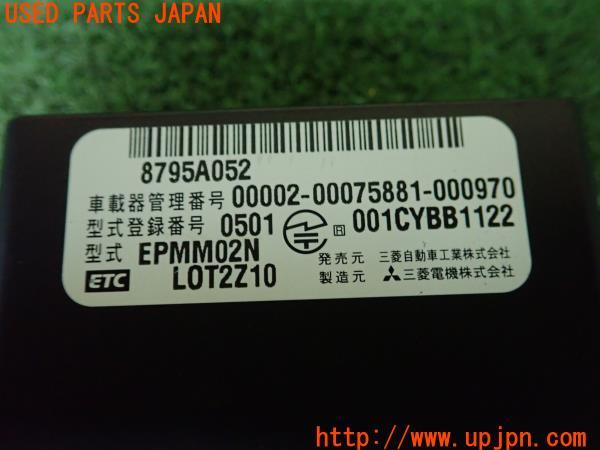 USED PARTS JAPAN
8795A052
車載器管理番号 00002-00075881-000970
型式登録番号 0501 R 001CYBB1122
型式 EPMM02N 発売元 三菱自動車工業株式会社
ETC LOT2Z10 製造元 三菱電機株式会社
http://www.upjpn.com/